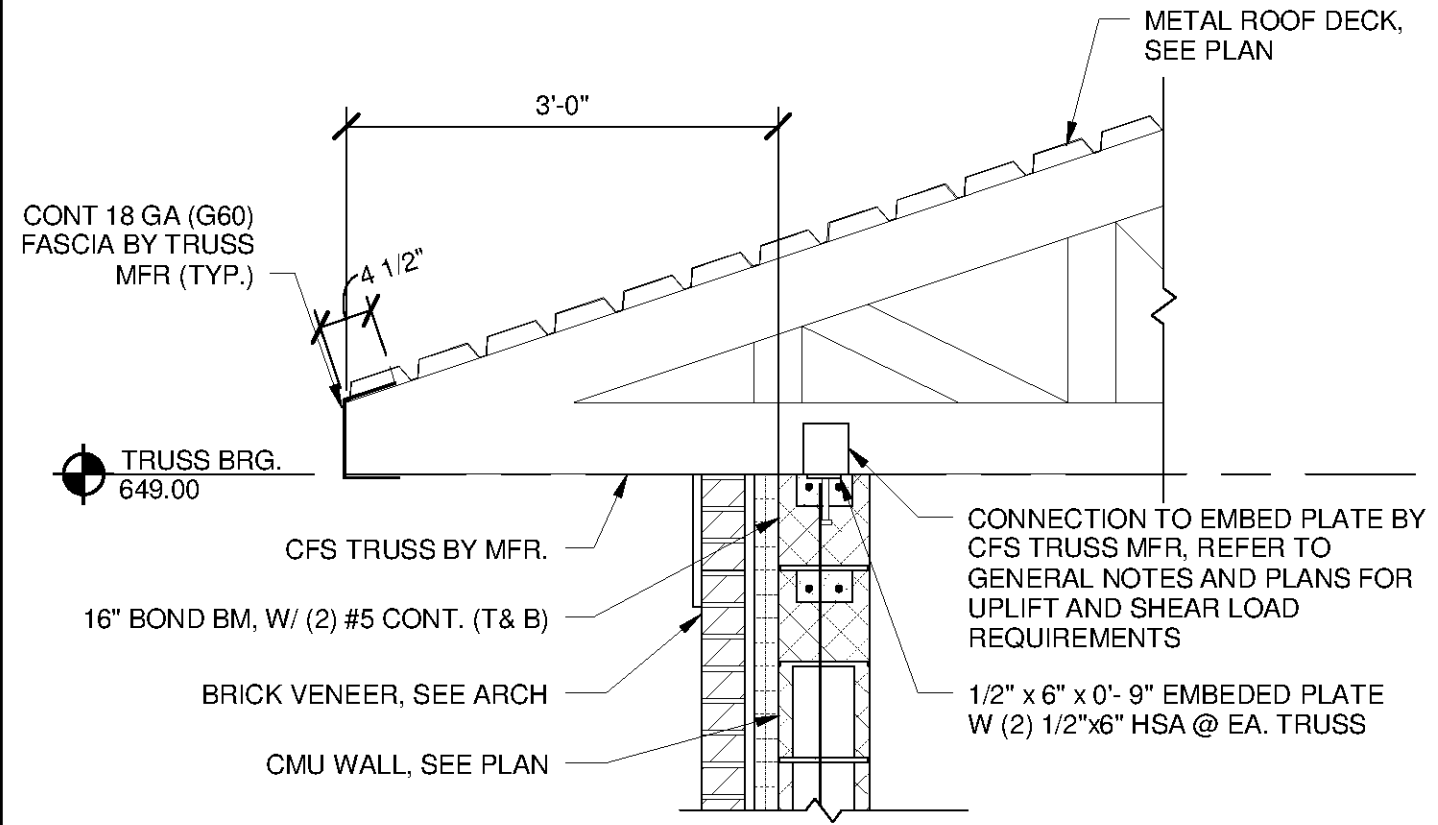 METAL ROOF DECK,
SEE PLAN
3'-0"
CONT 18 GA (G60)
FASCIA BY TRUSS
MFR (TYP.)
4 1/2"
TRUSS BRG.
649.00
CFS TRUSS BY MFR.
16" BOND BM, W/ (2) #5 CONT. (T& B)
BRICK VENEER, SEE ARCH
CMU WALL, SEE PLAN
CONNECTION TO EMBED PLATE BY
CFS TRUSS MFR, REFER TO
GENERAL NOTES AND PLANS FOR
UPLIFT AND SHEAR LOAD
REQUIREMENTS
1/2" x 6" x 0'- 9" EMBEDED PLATE
W (2) 1/2"x6" HSA @ EA. TRUSS